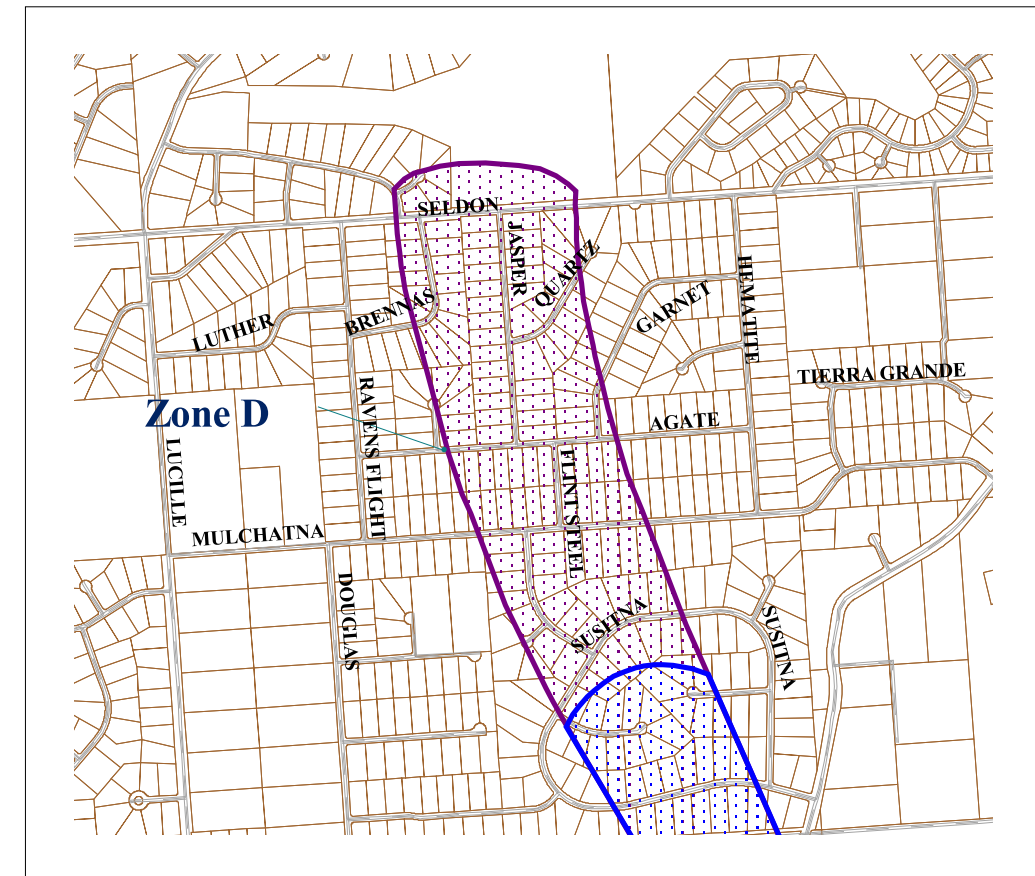 SELDON
JASPER
QUARTZ
HEMATITE
GARNET
BRENNAS
LUTHER
TIERRA GRANDE
Zone D
RAVENS FLIGHT
AGATE
LUCILLE
FLINT STEEL
MULCHATNA
DOUGLAS
SUSITNA
SUSITNA